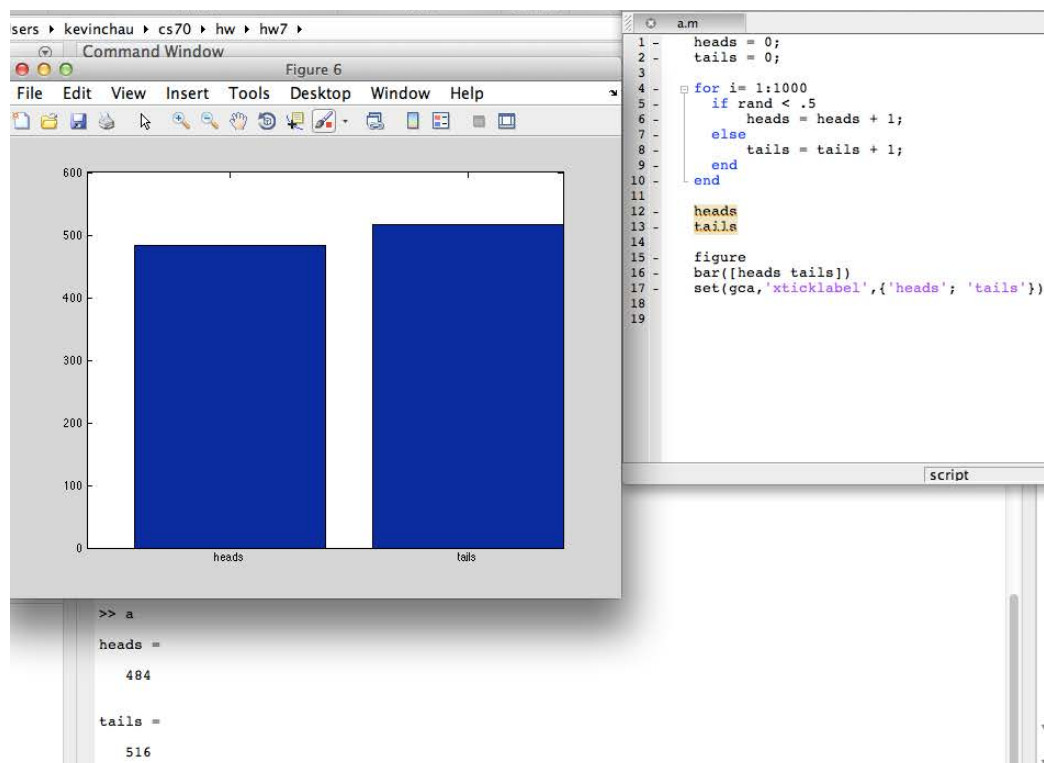 sers ▸ kevinchau ▸ cs70 ▸ hw ▸ hw7 ▸
Command Window
Figure 6
File Edit View Insert Tools Desktop Window Help
600
500
400
300
200
100
0
heads tails
a.m
1 - heads = 0;
2 - tails = 0;
3
4 - for i= 1:1000
5 - if rand < .5
6 - heads = heads + 1;
7 - else
8 - tails = tails + 1;
9 - end
10 - end
11
12 - heads
13 - tails
14
15 - figure
16 - bar([heads tails])
17 - set(gca,'xticklabel',{'heads'; 'tails'})
18
19
script
>> a
heads =
484
tails =
516